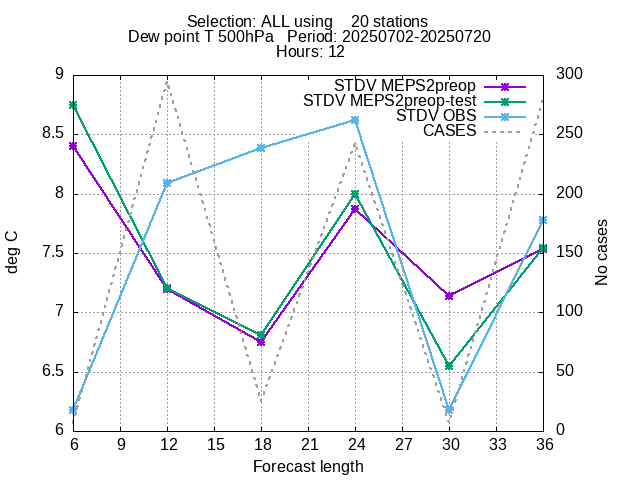 Selection: ALL using    20 stations
Dew point T 500hPa   Period: 20250702-20250720
Hours: 12
STDV MEPS2preop
STDV MEPS2preop-test
STDV OBS
CASES
9
8.5
8
7.5
7
6.5
6
deg C
300
250
200
150
100
50
0
No cases
6 9 12 15 18 21 24 27 30 33 36
Forecast length